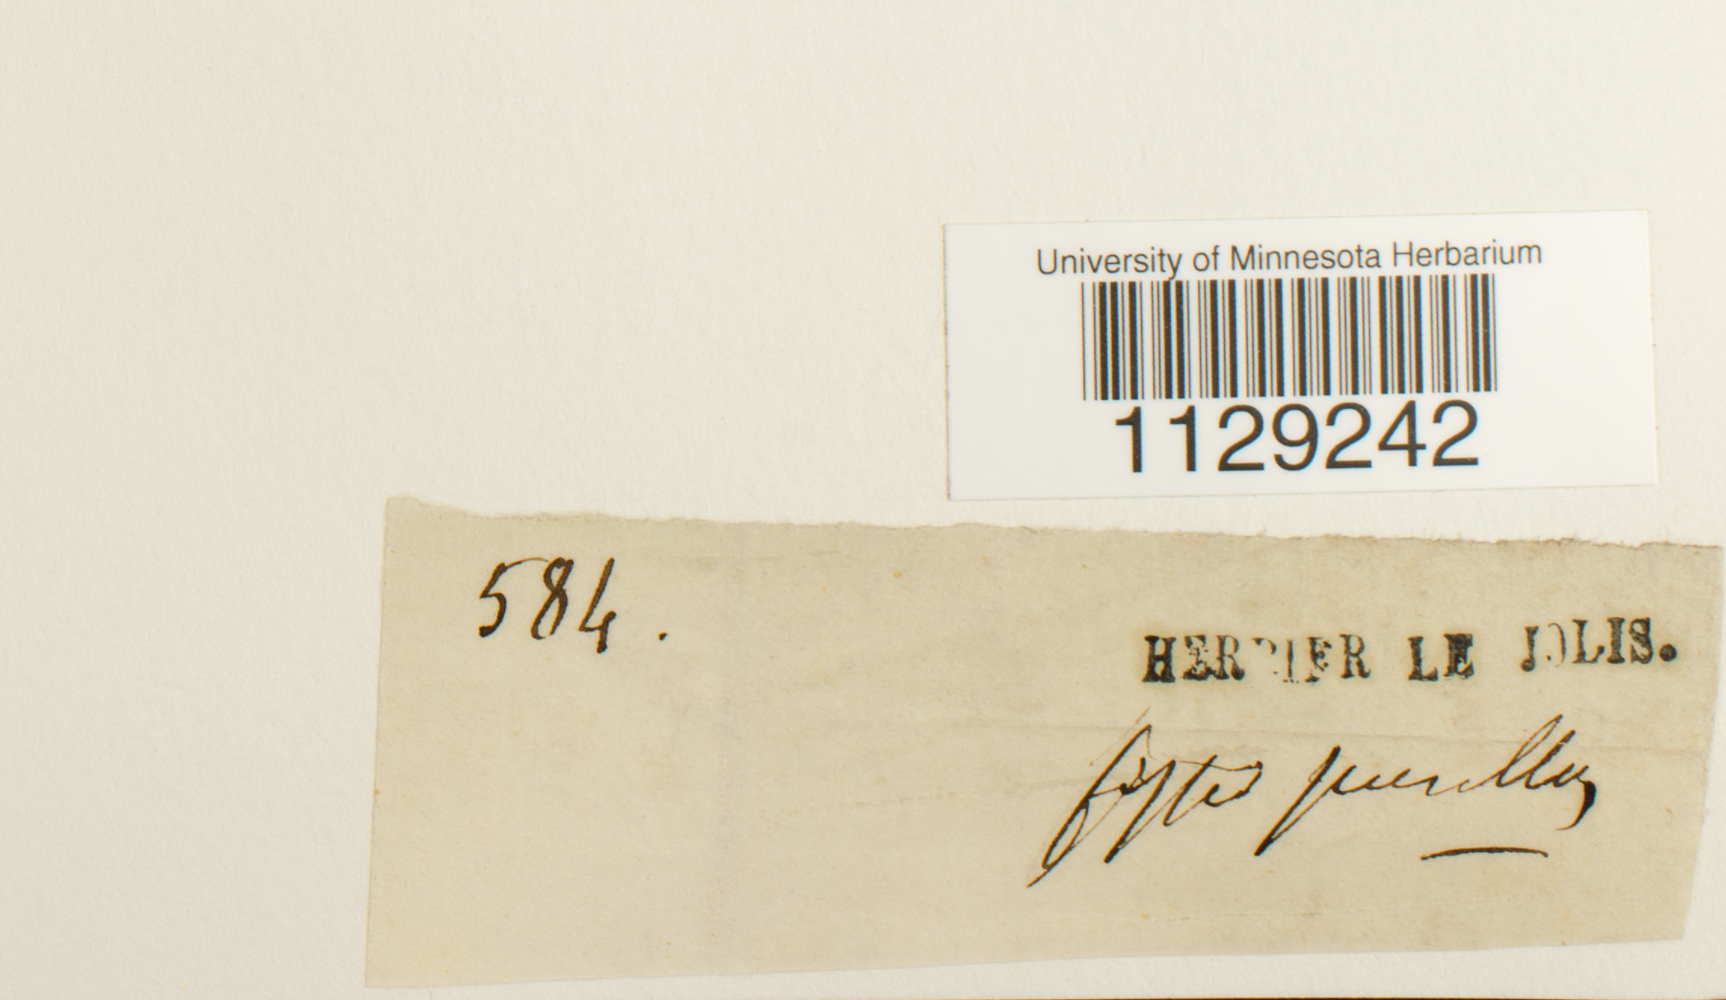 University of Minnesota Herbarium
1129242
584.
HERBIER LE JOLIS.